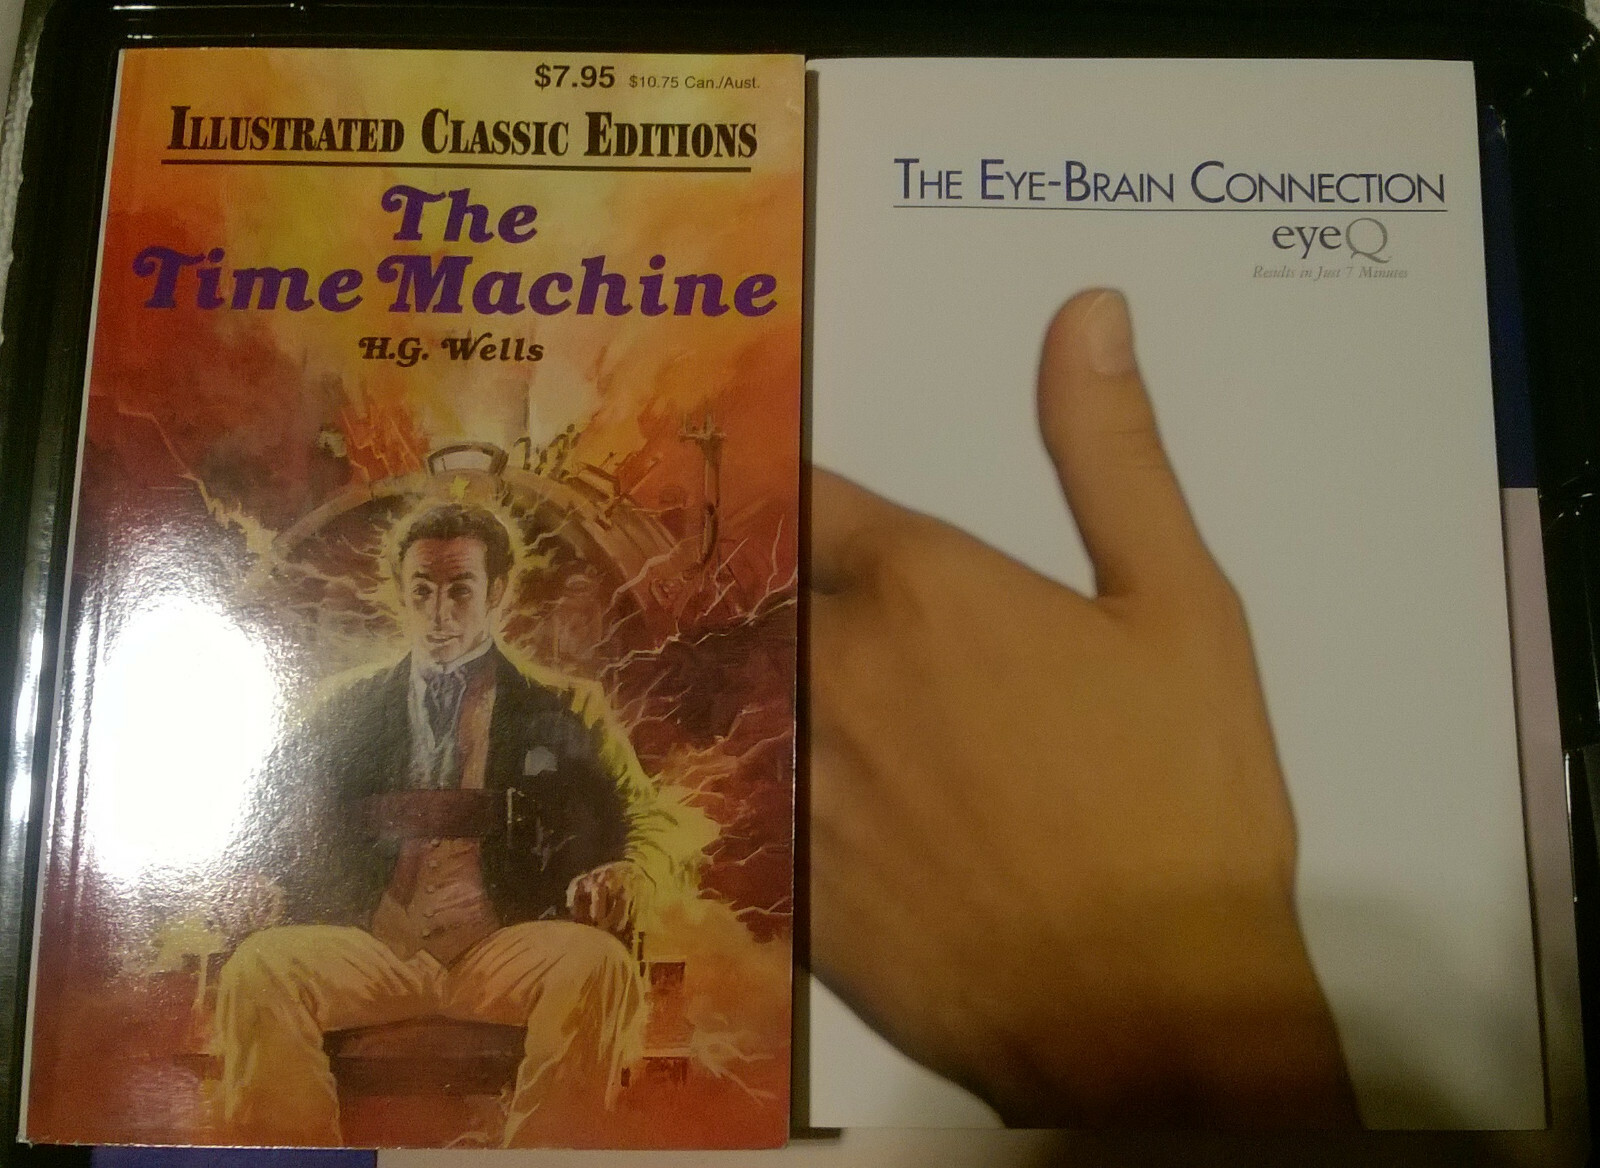 $7.95 $10.75 Can./Aust.
ILLUSTRATED CLASSIC EDITIONS
The
Time Machine
H.G. Wells
THE EYE-BRAIN CONNECTION
eyeQ
Results in Just 7 Minutes